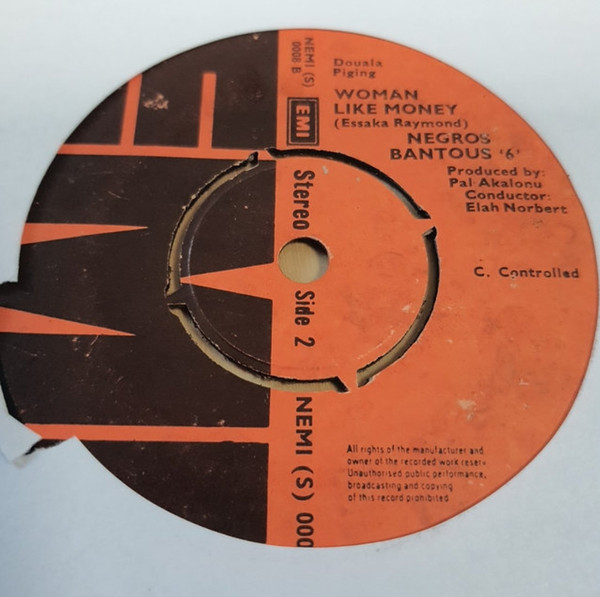 NEMI (S)
0008 B
Douala
Piging
WOMAN
LIKE MONEY
(Essaka Raymond)
NEGROS
BANTOUS '6'
Produced by:
Pal Akalonu
Conductor:
Elah Norbert
EMI
Stereo
Side 2
C. Controlled
NEMI (S) 000
All rights of the manufacturer and
owner of the recorded work reser
Unauthorised public performance,
broadcasting and copying
of this record prohibited